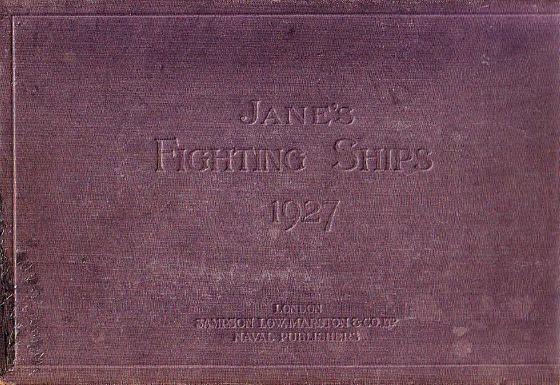 JANE'S
FIGHTING SHIPS
1927
LONDON
SAMPSON LOW. MARSTON & CO. LTD
NAVAL PUBLISHERS